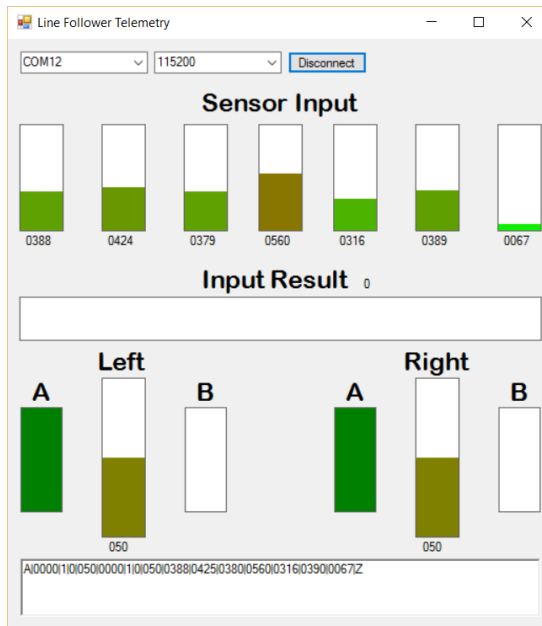 Line Follower Telemetry
COM12 115200 Disconnect
Sensor Input
0388 0424 0379 0560 0316 0389 0067
Input Result 0
Left Right
A B A B
050 050
A|0000|1|0|050|0000|1|0|050|0388|0425|0380|0560|0316|0390|0067|Z